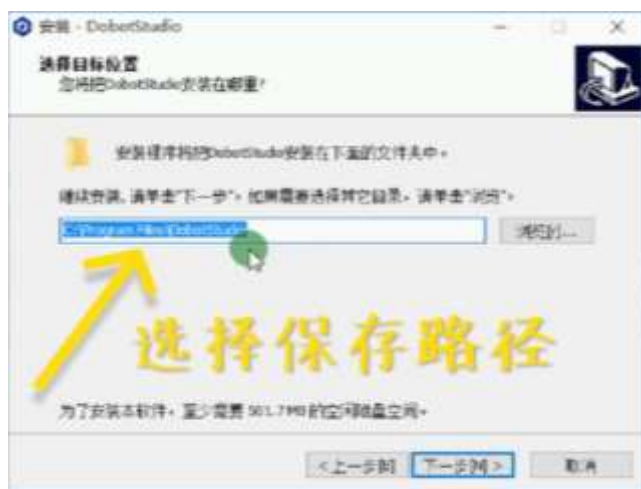 安装 - DobotStudio
选择目标位置
您将把DobotStudio安装在哪里?
安装程序将把DobotStudio安装在下面的文件夹中。
继续安装,请单击"下一步"。如果需要选择其它目录,请单击"浏览"。
C:\Program Files\DobotStudio
浏览(R)...
选择保存路径
为了安装本软件,至少需要 501.7 MB 的空闲磁盘空间。
<上一步(B) 下一步(N) > 取消